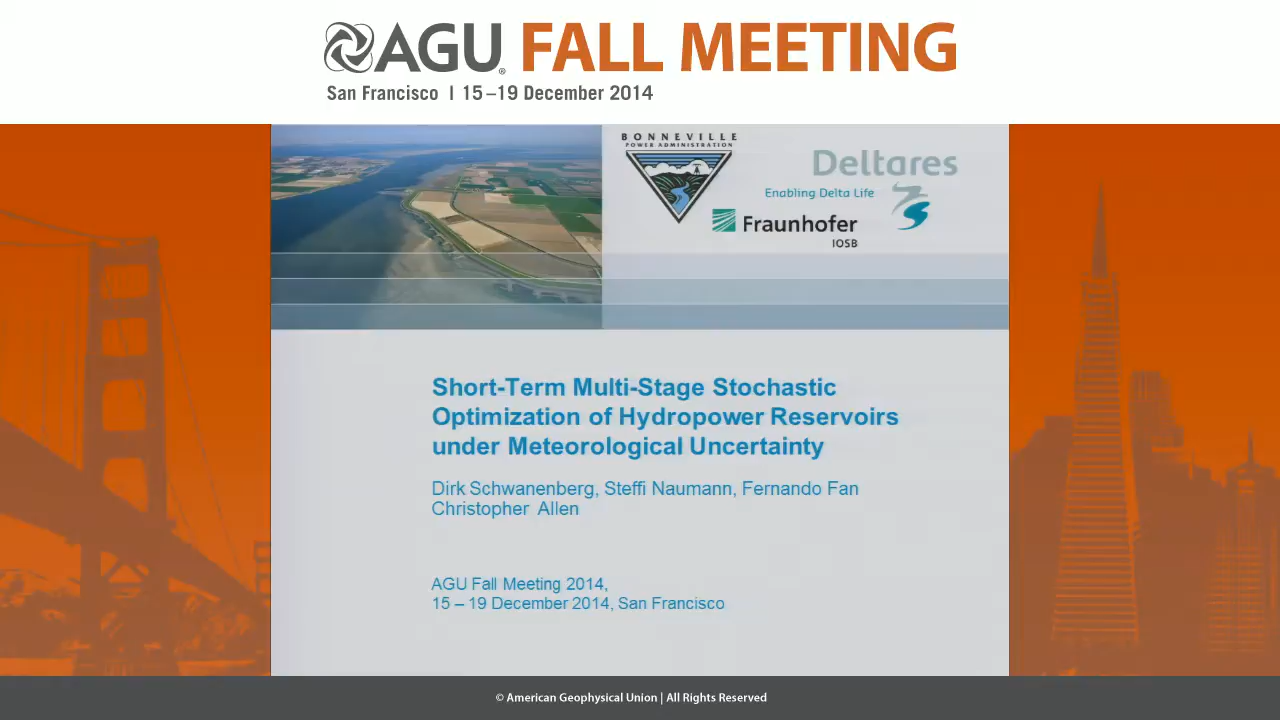 AGU® FALL MEETING
San Francisco | 15–19 December 2014
BONNEVILLE
POWER ADMINISTRATION
Deltares
Enabling Delta Life
Fraunhofer
IOSB
Short-Term Multi-Stage Stochastic
Optimization of Hydropower Reservoirs
under Meteorological Uncertainty
Dirk Schwanenberg, Steffi Naumann, Fernando Fan
Christopher Allen
AGU Fall Meeting 2014,
15 – 19 December 2014, San Francisco
© American Geophysical Union | All Rights Reserved